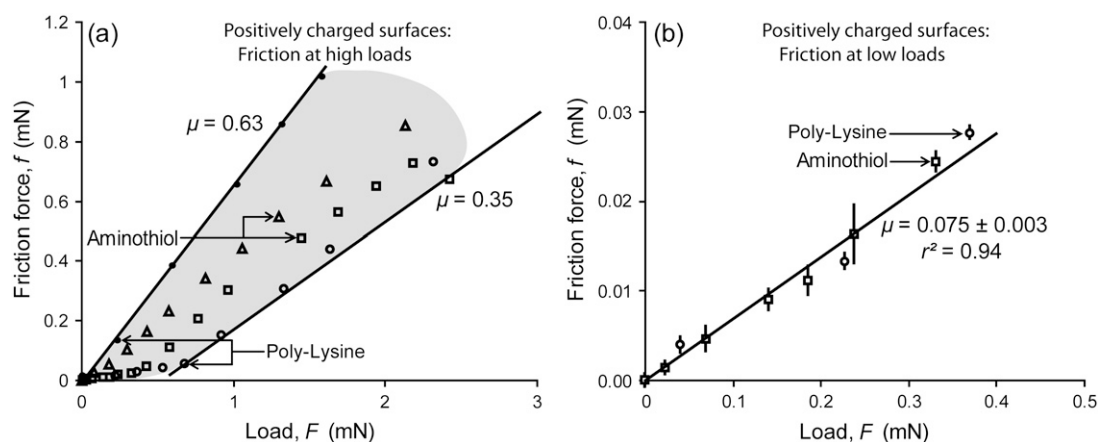 (a)
Positively charged surfaces:
Friction at high loads
Friction force, f (mN)
1.2
1
0.8
0.6
0.4
0.2
0
μ = 0.63
μ = 0.35
Aminothiol
Poly-Lysine
0
1
2
3
Load, F (mN)
(b)
Positively charged surfaces:
Friction at low loads
Friction force, f (mN)
0.04
0.03
0.02
0.01
0.00
Poly-Lysine
Aminothiol
μ = 0.075 ± 0.003
r² = 0.94
0
0.1
0.2
0.3
0.4
0.5
Load, F (mN)